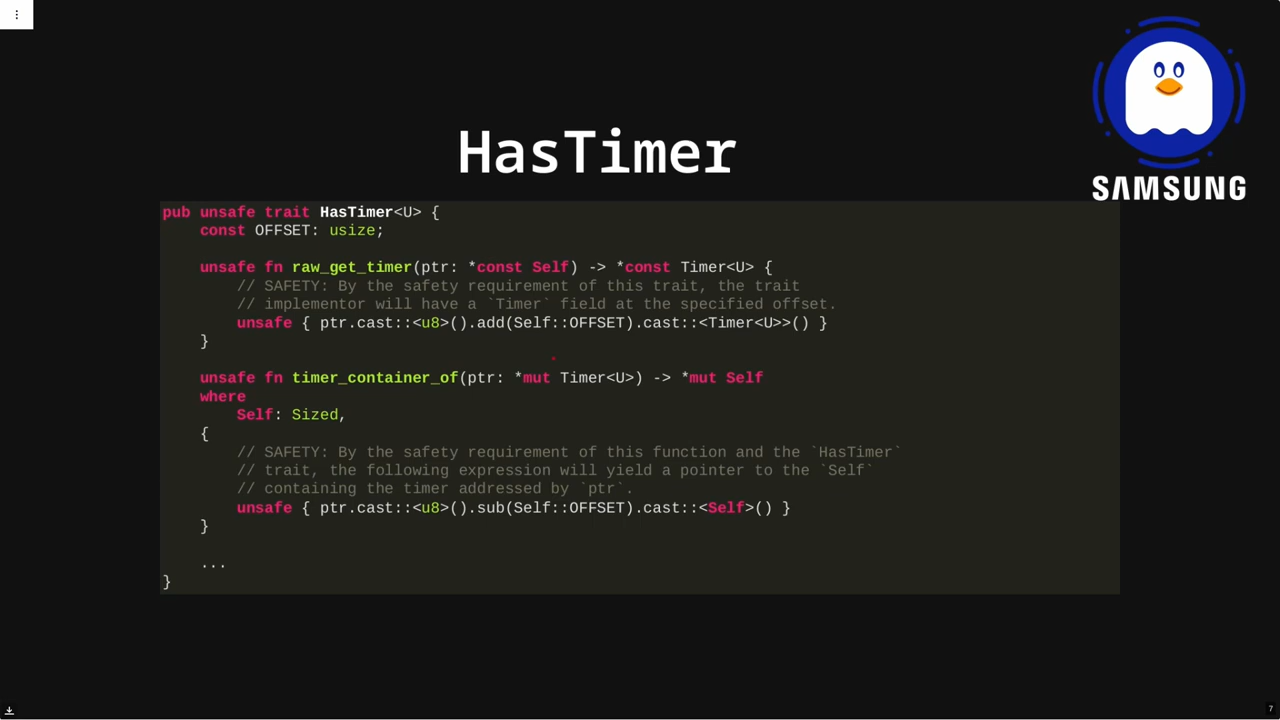 SAMSUNG
HasTimer
pub unsafe trait HasTimer<U> {
    const OFFSET: usize;

    unsafe fn raw_get_timer(ptr: *const Self) -> *const Timer<U> {
        // SAFETY: By the safety requirement of this trait, the trait
        // implementor will have a `Timer` field at the specified offset.
        unsafe { ptr.cast::<u8>().add(Self::OFFSET).cast::<Timer<U>>() }
    }

    unsafe fn timer_container_of(ptr: *mut Timer<U>) -> *mut Self
    where
        Self: Sized,
    {
        // SAFETY: By the safety requirement of this function and the `HasTimer`
        // trait, the following expression will yield a pointer to the `Self`
        // containing the timer addressed by `ptr`.
        unsafe { ptr.cast::<u8>().sub(Self::OFFSET).cast::<Self>() }
    }

    ...
}
7